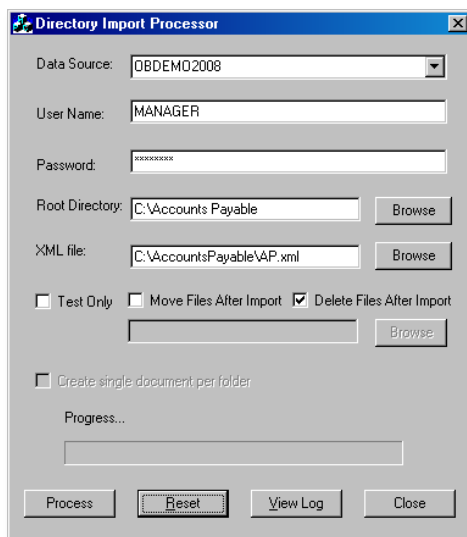 Directory Import Processor
Data Source: OBDEMO2008
User Name: MANAGER
Password: ********
Root Directory: C:\Accounts Payable Browse
XML file: C:\AccountsPayable\AP.xml Browse
Test Only Move Files After Import Delete Files After Import
Browse
Create single document per folder
Progress...
Process Reset View Log Close